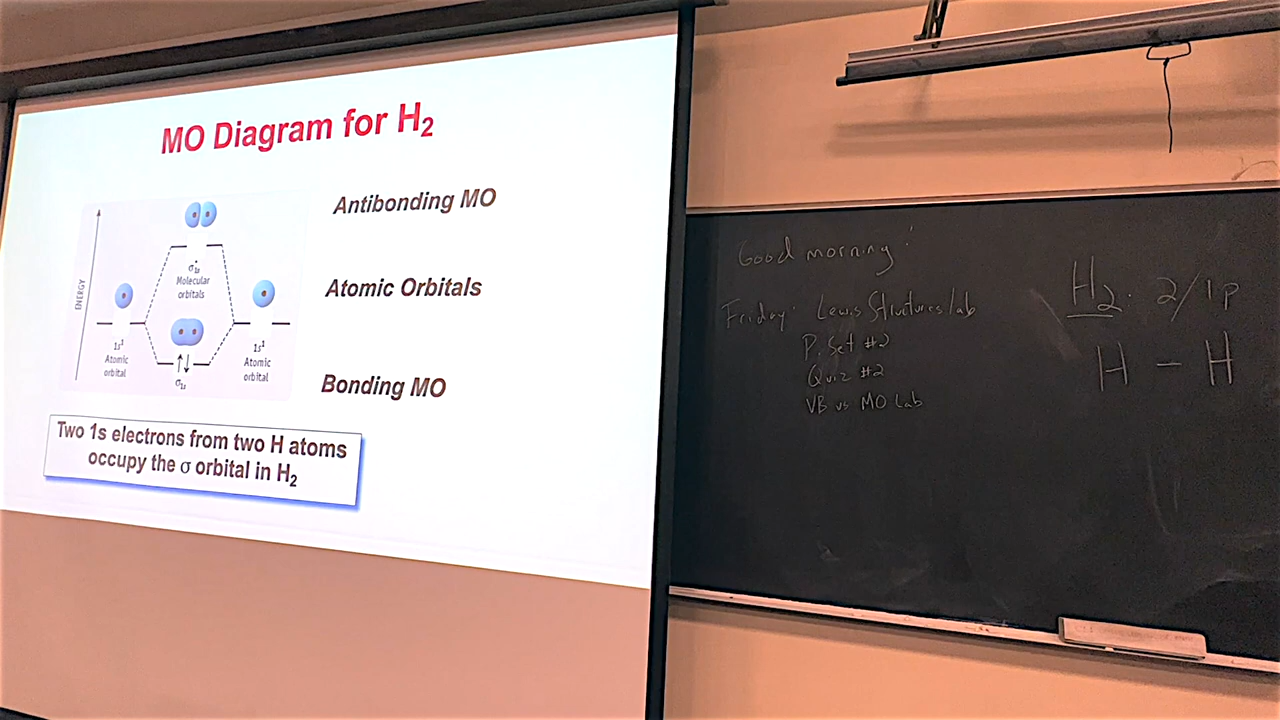 MO Diagram for H₂
Antibonding MO
Atomic Orbitals
Bonding MO
ENERGY
σ*₁ₛ
Molecular
orbitals
1s¹
Atomic
orbital
1s¹
Atomic
orbital
σ₁ₛ
Two 1s electrons from two H atoms
occupy the σ orbital in H₂
Good morning!
Friday: Lewis Structures lab
P. Set #2
Quiz #2
VB vs MO Lab
H₂: 2/1p
H - H